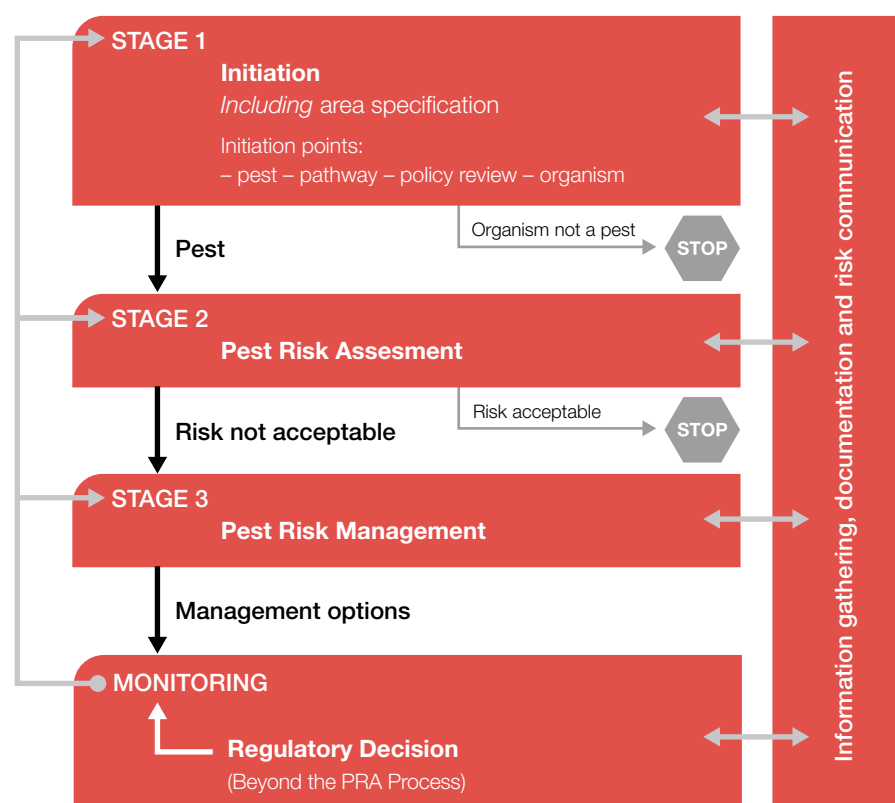 STAGE 1
Initiation
Including area specification
Initiation points:
– pest – pathway – policy review – organism
Organism not a pest
STOP
Pest
STAGE 2
Pest Risk Assesment
Risk acceptable
STOP
Risk not acceptable
STAGE 3
Pest Risk Management
Management options
MONITORING
Regulatory Decision
(Beyond the PRA Process)
Information gathering, documentation and risk communication